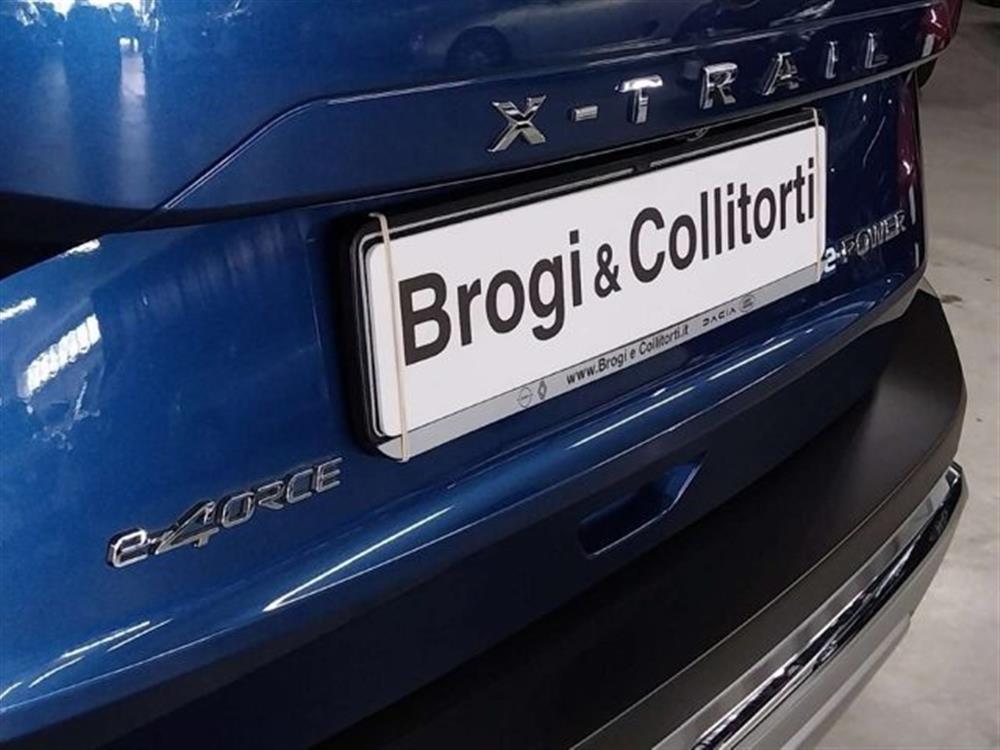 X-TRAIL
Brogi & Collitorti
e-POWER
www.Brogi e Collitorti.it DACIA
e-4ORCE